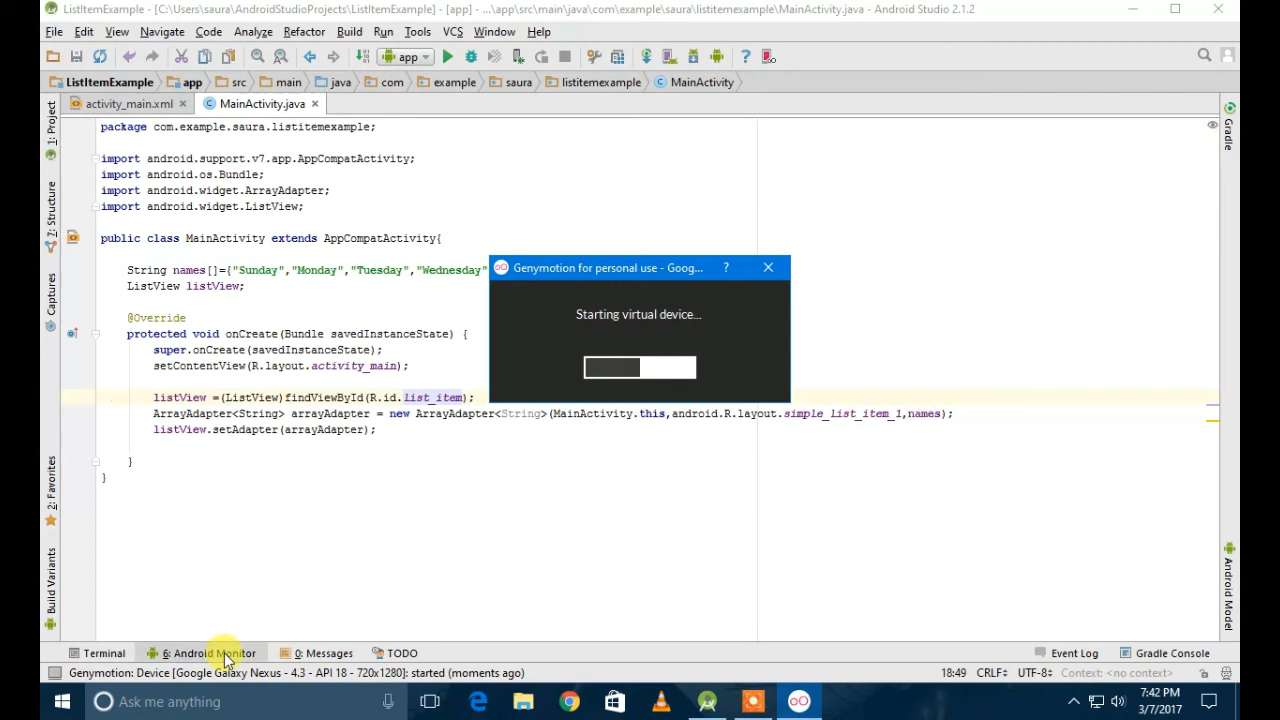 ListItemExample - [C:\Users\saura\AndroidStudioProjects\ListItemExample] - [app] - ...\app\src\main\java\com\example\saura\listitemexample\MainActivity.java - Android Studio 2.1.2
File Edit View Navigate Code Analyze Refactor Build Run Tools VCS Window Help
app
ListItemExample app src main java com example saura listitemexample MainActivity
activity_main.xml MainActivity.java
1: Project
7: Structure
Captures
2: Favorites
Build Variants
Gradle
Android Model
package com.example.saura.listitemexample;
import android.support.v7.app.AppCompatActivity;
import android.os.Bundle;
import android.widget.ArrayAdapter;
import android.widget.ListView;
public class MainActivity extends AppCompatActivity{
String names[]={"Sunday","Monday","Tuesday","Wednesday"
ListView listView;
@Override
protected void onCreate(Bundle savedInstanceState) {
super.onCreate(savedInstanceState);
setContentView(R.layout.activity_main);
listView =(ListView)findViewById(R.id.list_item);
ArrayAdapter<String> arrayAdapter = new ArrayAdapter<String>(MainActivity.this,android.R.layout.simple_list_item_1,names);
listView.setAdapter(arrayAdapter);
}
}
Genymotion for personal use - Goog... ?
Starting virtual device...
Terminal 6: Android Monitor 0: Messages TODO Event Log Gradle Console
Genymotion: Device [Google Galaxy Nexus - 4.3 - API 18 - 720x1280]: started (moments ago) 18:49 CRLF÷ UTF-8÷ Context: <no context>
Ask me anything
7:42 PM
3/7/2017